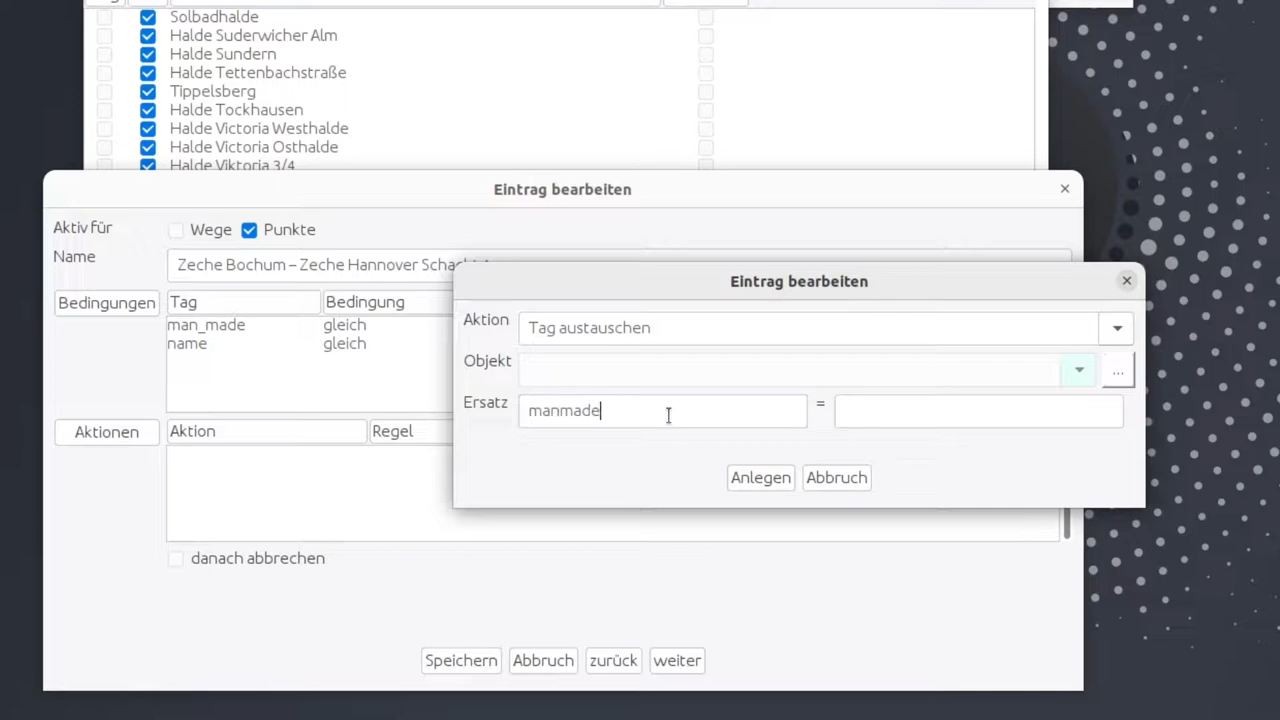 Solbadhalde
Halde Suderwicher Alm
Halde Sundern
Halde Tettenbachstraße
Tippelsberg
Halde Tockhausen
Halde Victoria Westhalde
Halde Victoria Osthalde
Halde Viktoria 3/4
Eintrag bearbeiten
Aktiv für Wege Punkte
Name Zeche Bochum – Zeche Hannover
Bedingungen Tag Bedingung
man_made gleich
name gleich
Aktionen Aktion Regel
danach abbrechen
Speichern Abbruch zurück weiter
Eintrag bearbeiten
Aktion Tag austauschen
Objekt ...
Ersatz manmade =
Anlegen Abbruch